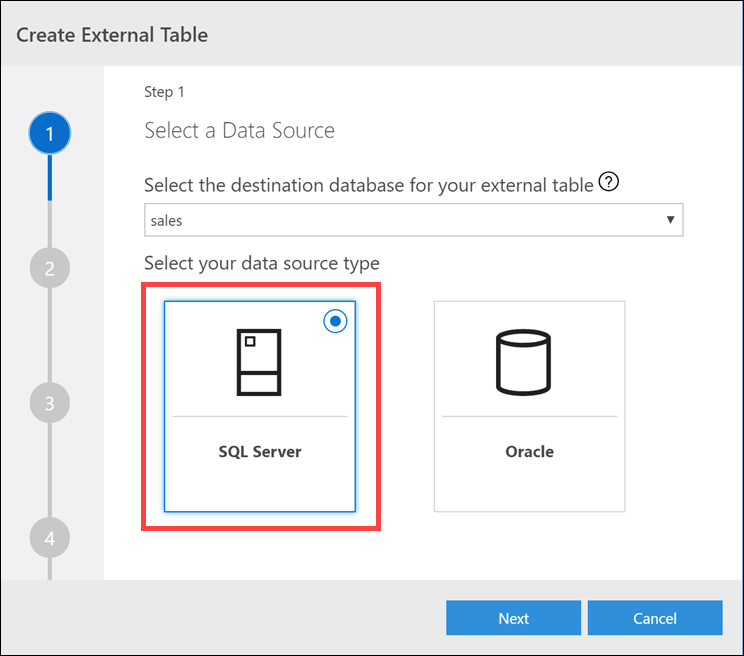 Create External Table
Step 1
1
Select a Data Source
Select the destination database for your external table ?
sales
2
Select your data source type
SQL Server
Oracle
3
4
Next
Cancel